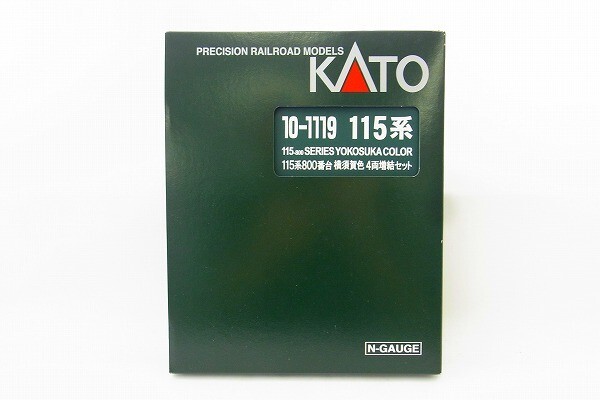 PRECISION RAILROAD MODELS
KATO
10-1119 115系
115-800 SERIES YOKOSUKA COLOR
115系800番台 横須賀色 4両増結セット
N-GAUGE